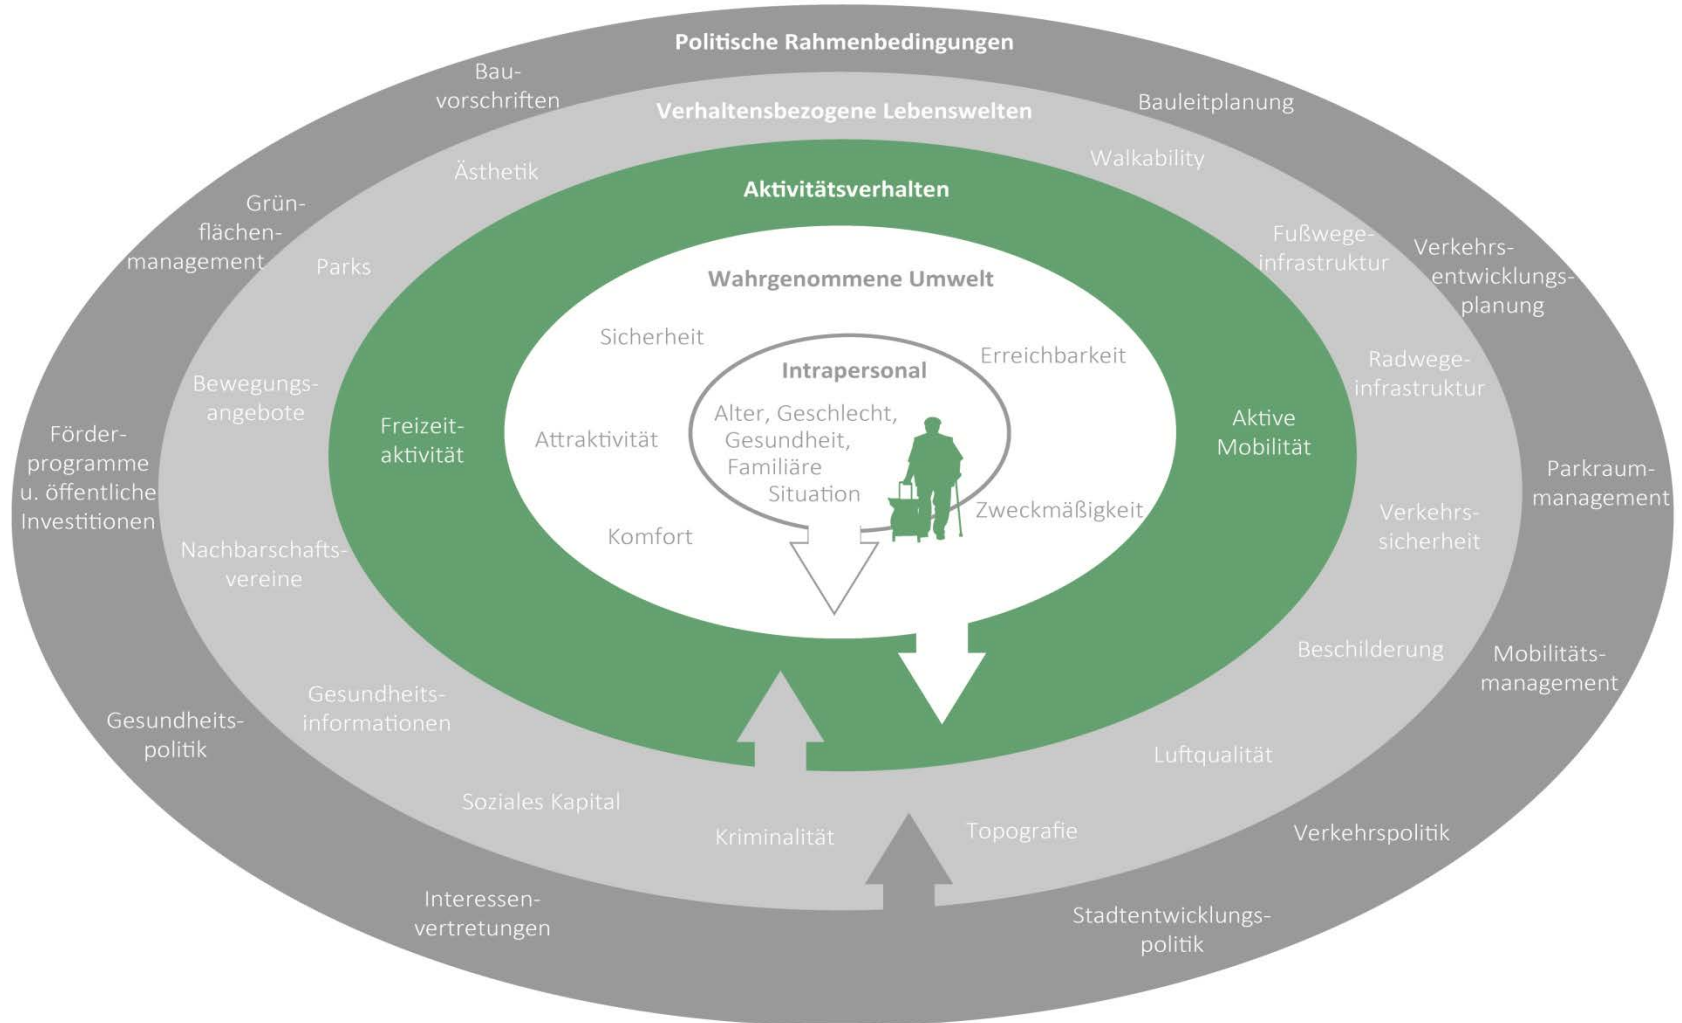 Politische Rahmenbedingungen
Bau-
vorschriften
Bauleitplanung
Grün-
flächen-
management
Verkehrs-
entwicklungs-
planung
Förder-
programme
u. öffentliche
Investitionen
Parkraum-
management
Gesundheits-
politik
Mobilitäts-
management
Interessen-
vertretungen
Verkehrspolitik
Stadtentwicklungs-
politik
Verhaltensbezogene Lebenswelten
Ästhetik
Walkability
Parks
Fußwege-
infrastruktur
Bewegungs-
angebote
Radwege-
infrastruktur
Nachbarschafts-
vereine
Verkehrs-
sicherheit
Gesundheits-
informationen
Beschilderung
Soziales Kapital
Luftqualität
Kriminalität
Topografie
Aktivitätsverhalten
Freizeit-
aktivität
Aktive
Mobilität
Wahrgenommene Umwelt
Sicherheit
Erreichbarkeit
Attraktivität
Komfort
Zweckmäßigkeit
Intrapersonal
Alter, Geschlecht,
Gesundheit,
Familiäre
Situation